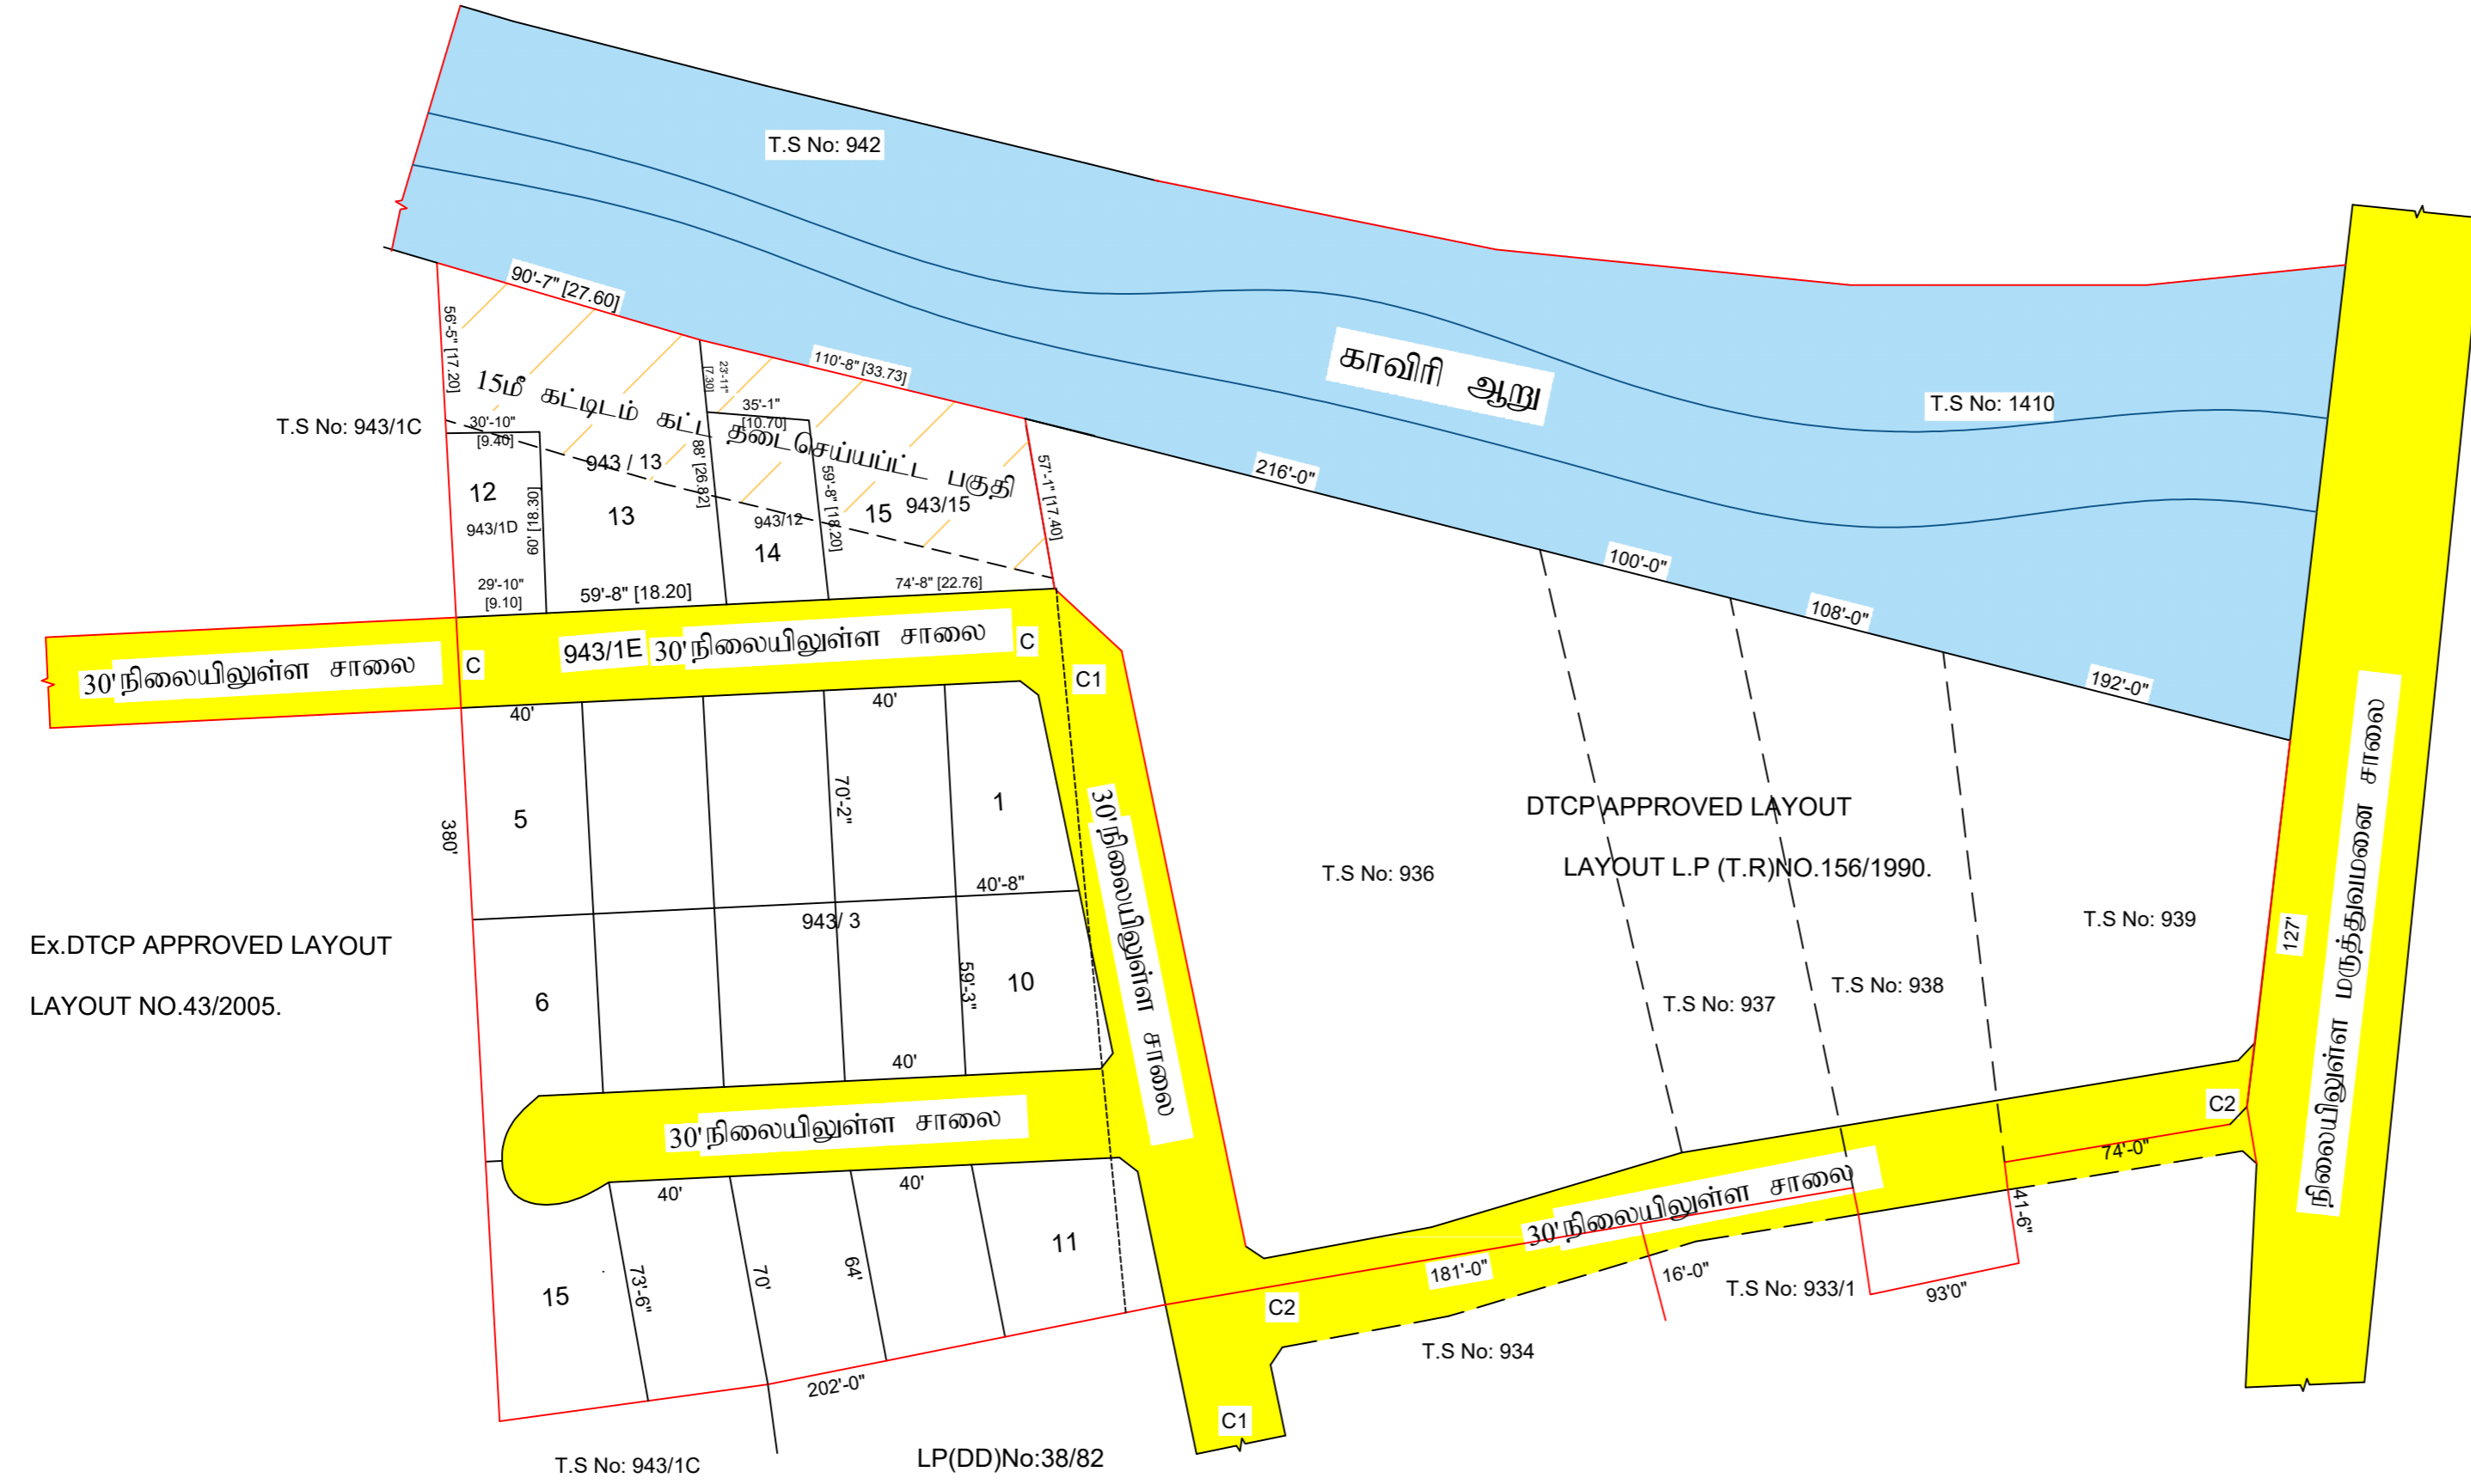 T.S No: 942
90'-7" [27.60]
56'-5" [17.20]
110'-8" [33.73]
23'-11"
[7.30]
காவிரி ஆறு
T.S No: 1410
15மீ கட்டிடம் கட்ட தடைசெய்யப்ட்ட பகுதி
35'-1"
[10.70]
T.S No: 943/1C
30'-10"
[9.40]
943 / 13
88' [26.82]
59'-8" [18.20]
57'-1" [17.40]
216'-0"
12
943/1D
60' [18.30]
13
943/12
14
15
943/15
100'-0"
108'-0"
192'-0"
29'-10"
[9.10]
59'-8" [18.20]
74'-8" [22.76]
30'நிலையிலுள்ள சாலை
C
943/1E
30'நிலையிலுள்ள சாலை
C
C1
40'
40'
380'
5
70'-2"
1
40'-8"
30'நிலையிலுள்ள சாலை
DTCP APPROVED LAYOUT
LAYOUT L.P (T.R)NO.156/1990.
T.S No: 936
T.S No: 939
127'
நிலையிலுள்ள மருத்துவமனை சாலை
Ex.DTCP APPROVED LAYOUT
LAYOUT NO.43/2005.
943/ 3
6
59'-3"
10
T.S No: 937
T.S No: 938
40'
30'நிலையிலுள்ள சாலை
C2
74'-0"
40'
40'
30'நிலையிலுள்ள சாலை
41'-6"
15
73'-6"
70'
64'
11
181'-0"
16'-0"
T.S No: 933/1
93'0"
C2
T.S No: 934
202'-0"
C1
T.S No: 943/1C
LP(DD)No:38/82